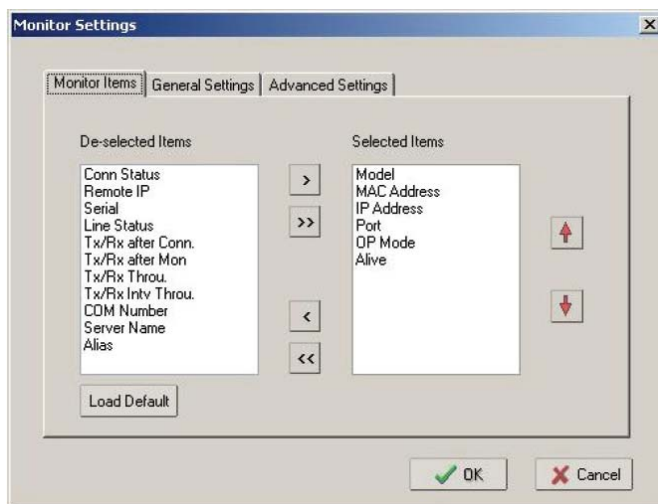 Monitor Settings
Monitor Items General Settings Advanced Settings
De-selected Items
Conn Status
Remote IP
Serial
Line Status
Tx/Rx after Conn.
Tx/Rx after Mon
Tx/Rx Throu.
Tx/Rx Intv Throu.
COM Number
Server Name
Alias
>
>>
<
<<
Selected Items
Model
MAC Address
IP Address
Port
OP Mode
Alive
Load Default
OK Cancel